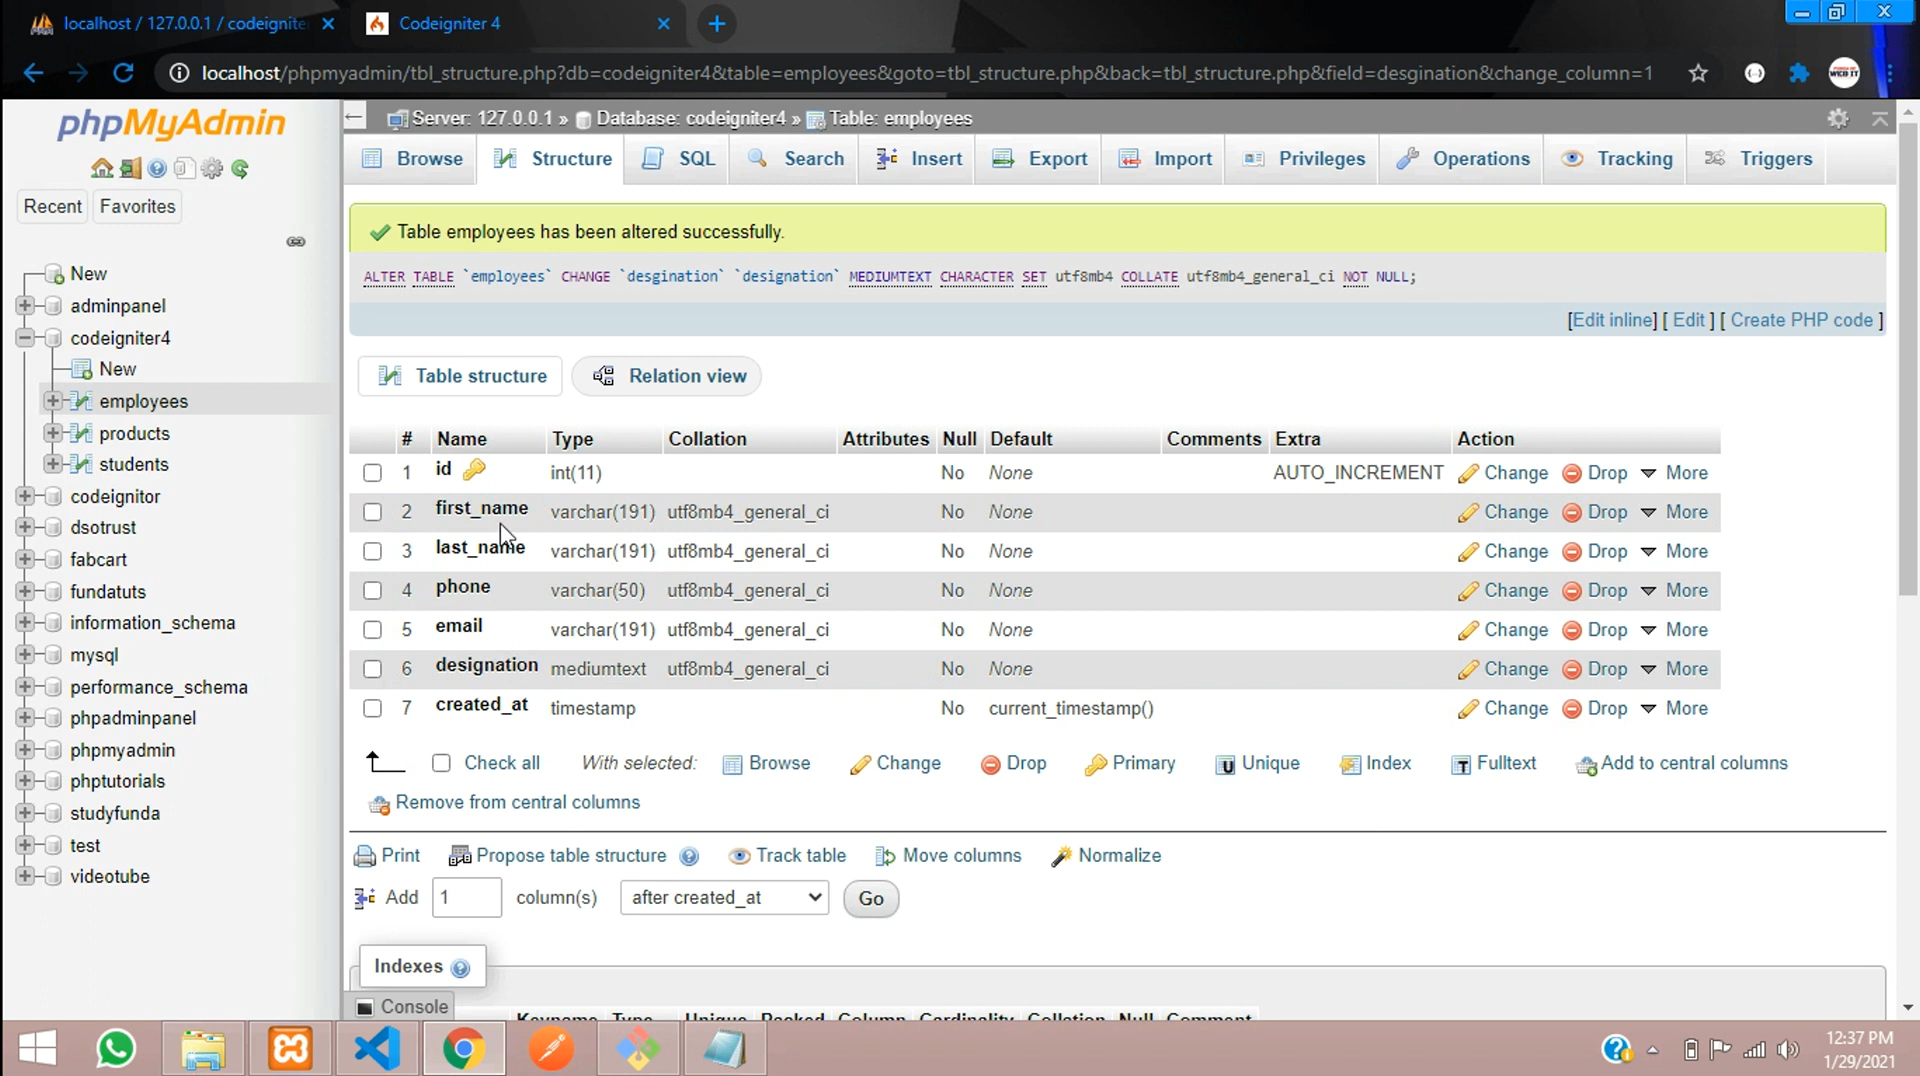 localhost / 127.0.0.1 / codeignite
Codeigniter 4
localhost/phpmyadmin/tbl_structure.php?db=codeigniter4&table=employees&goto=tbl_structure.php&back=tbl_structure.php&field=desgination&change_column=1
phpMyAdmin
Recent Favorites
New
adminpanel
codeigniter4
New
employees
products
students
codeignitor
dsotrust
fabcart
fundatuts
information_schema
mysql
performance_schema
phpadminpanel
phpmyadmin
phptutorials
studyfunda
test
videotube
Server: 127.0.0.1 » Database: codeigniter4 » Table: employees
Browse Structure SQL Search Insert Export Import Privileges Operations Tracking Triggers
Table employees has been altered successfully.
ALTER TABLE `employees` CHANGE `desgination` `designation` MEDIUMTEXT CHARACTER SET utf8mb4 COLLATE utf8mb4_general_ci NOT NULL;
[Edit inline] [ Edit ] [ Create PHP code ]
Table structure Relation view
# Name Type Collation Attributes Null Default Comments Extra Action
1 id int(11) No None AUTO_INCREMENT Change Drop More
2 first_name varchar(191) utf8mb4_general_ci No None Change Drop More
3 last_name varchar(191) utf8mb4_general_ci No None Change Drop More
4 phone varchar(50) utf8mb4_general_ci No None Change Drop More
5 email varchar(191) utf8mb4_general_ci No None Change Drop More
6 designation mediumtext utf8mb4_general_ci No None Change Drop More
7 created_at timestamp No current_timestamp() Change Drop More
Check all With selected: Browse Change Drop Primary Unique Index Fulltext Add to central columns
Remove from central columns
Print Propose table structure Track table Move columns Normalize
Add 1 column(s) after created_at Go
Indexes
Console
Keyname Type Unique Packed Column Cardinality Collation Null Comment
12:37 PM
1/29/2021